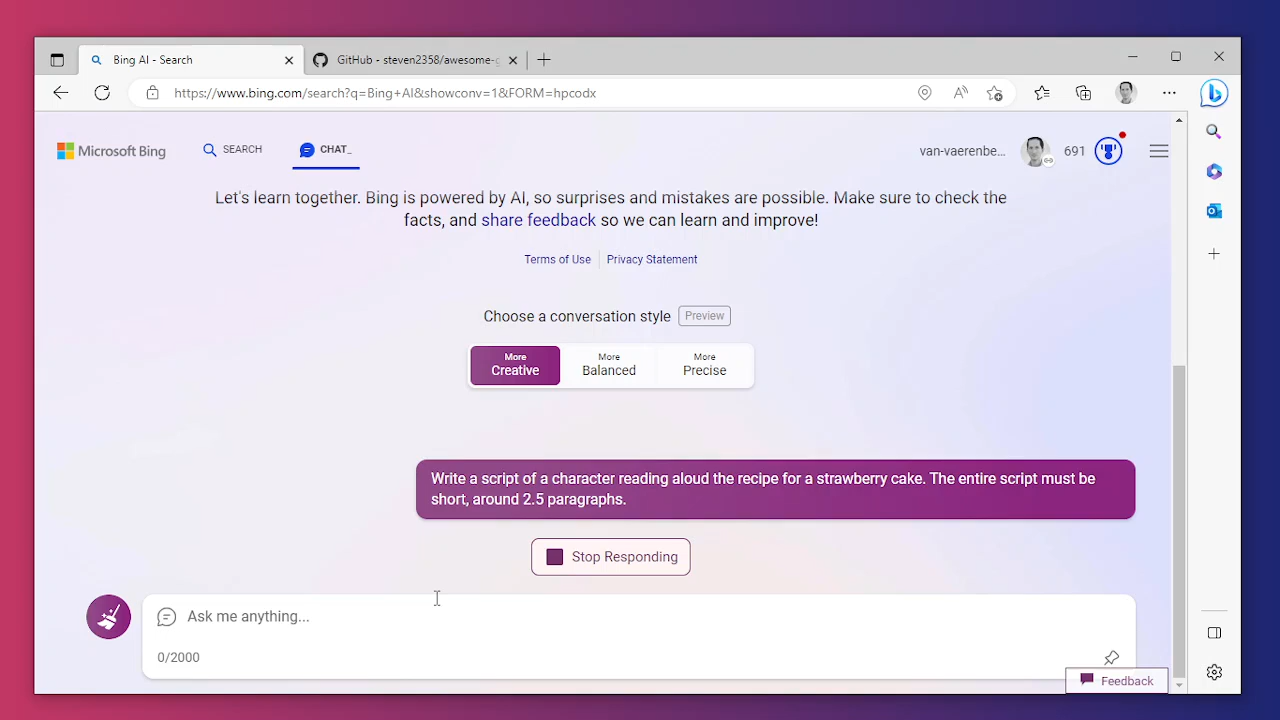 Bing AI - Search
GitHub - steven2358/awesome-g
https://www.bing.com/search?q=Bing+AI&showconv=1&FORM=hpcodx
Microsoft Bing
SEARCH
CHAT_
van-vaerenbe...
691
Let's learn together. Bing is powered by AI, so surprises and mistakes are possible. Make sure to check the
facts, and share feedback so we can learn and improve!
Terms of Use
Privacy Statement
Choose a conversation style
Preview
More
Creative
More
Balanced
More
Precise
Write a script of a character reading aloud the recipe for a strawberry cake. The entire script must be
short, around 2.5 paragraphs.
Stop Responding
Ask me anything...
0/2000
Feedback